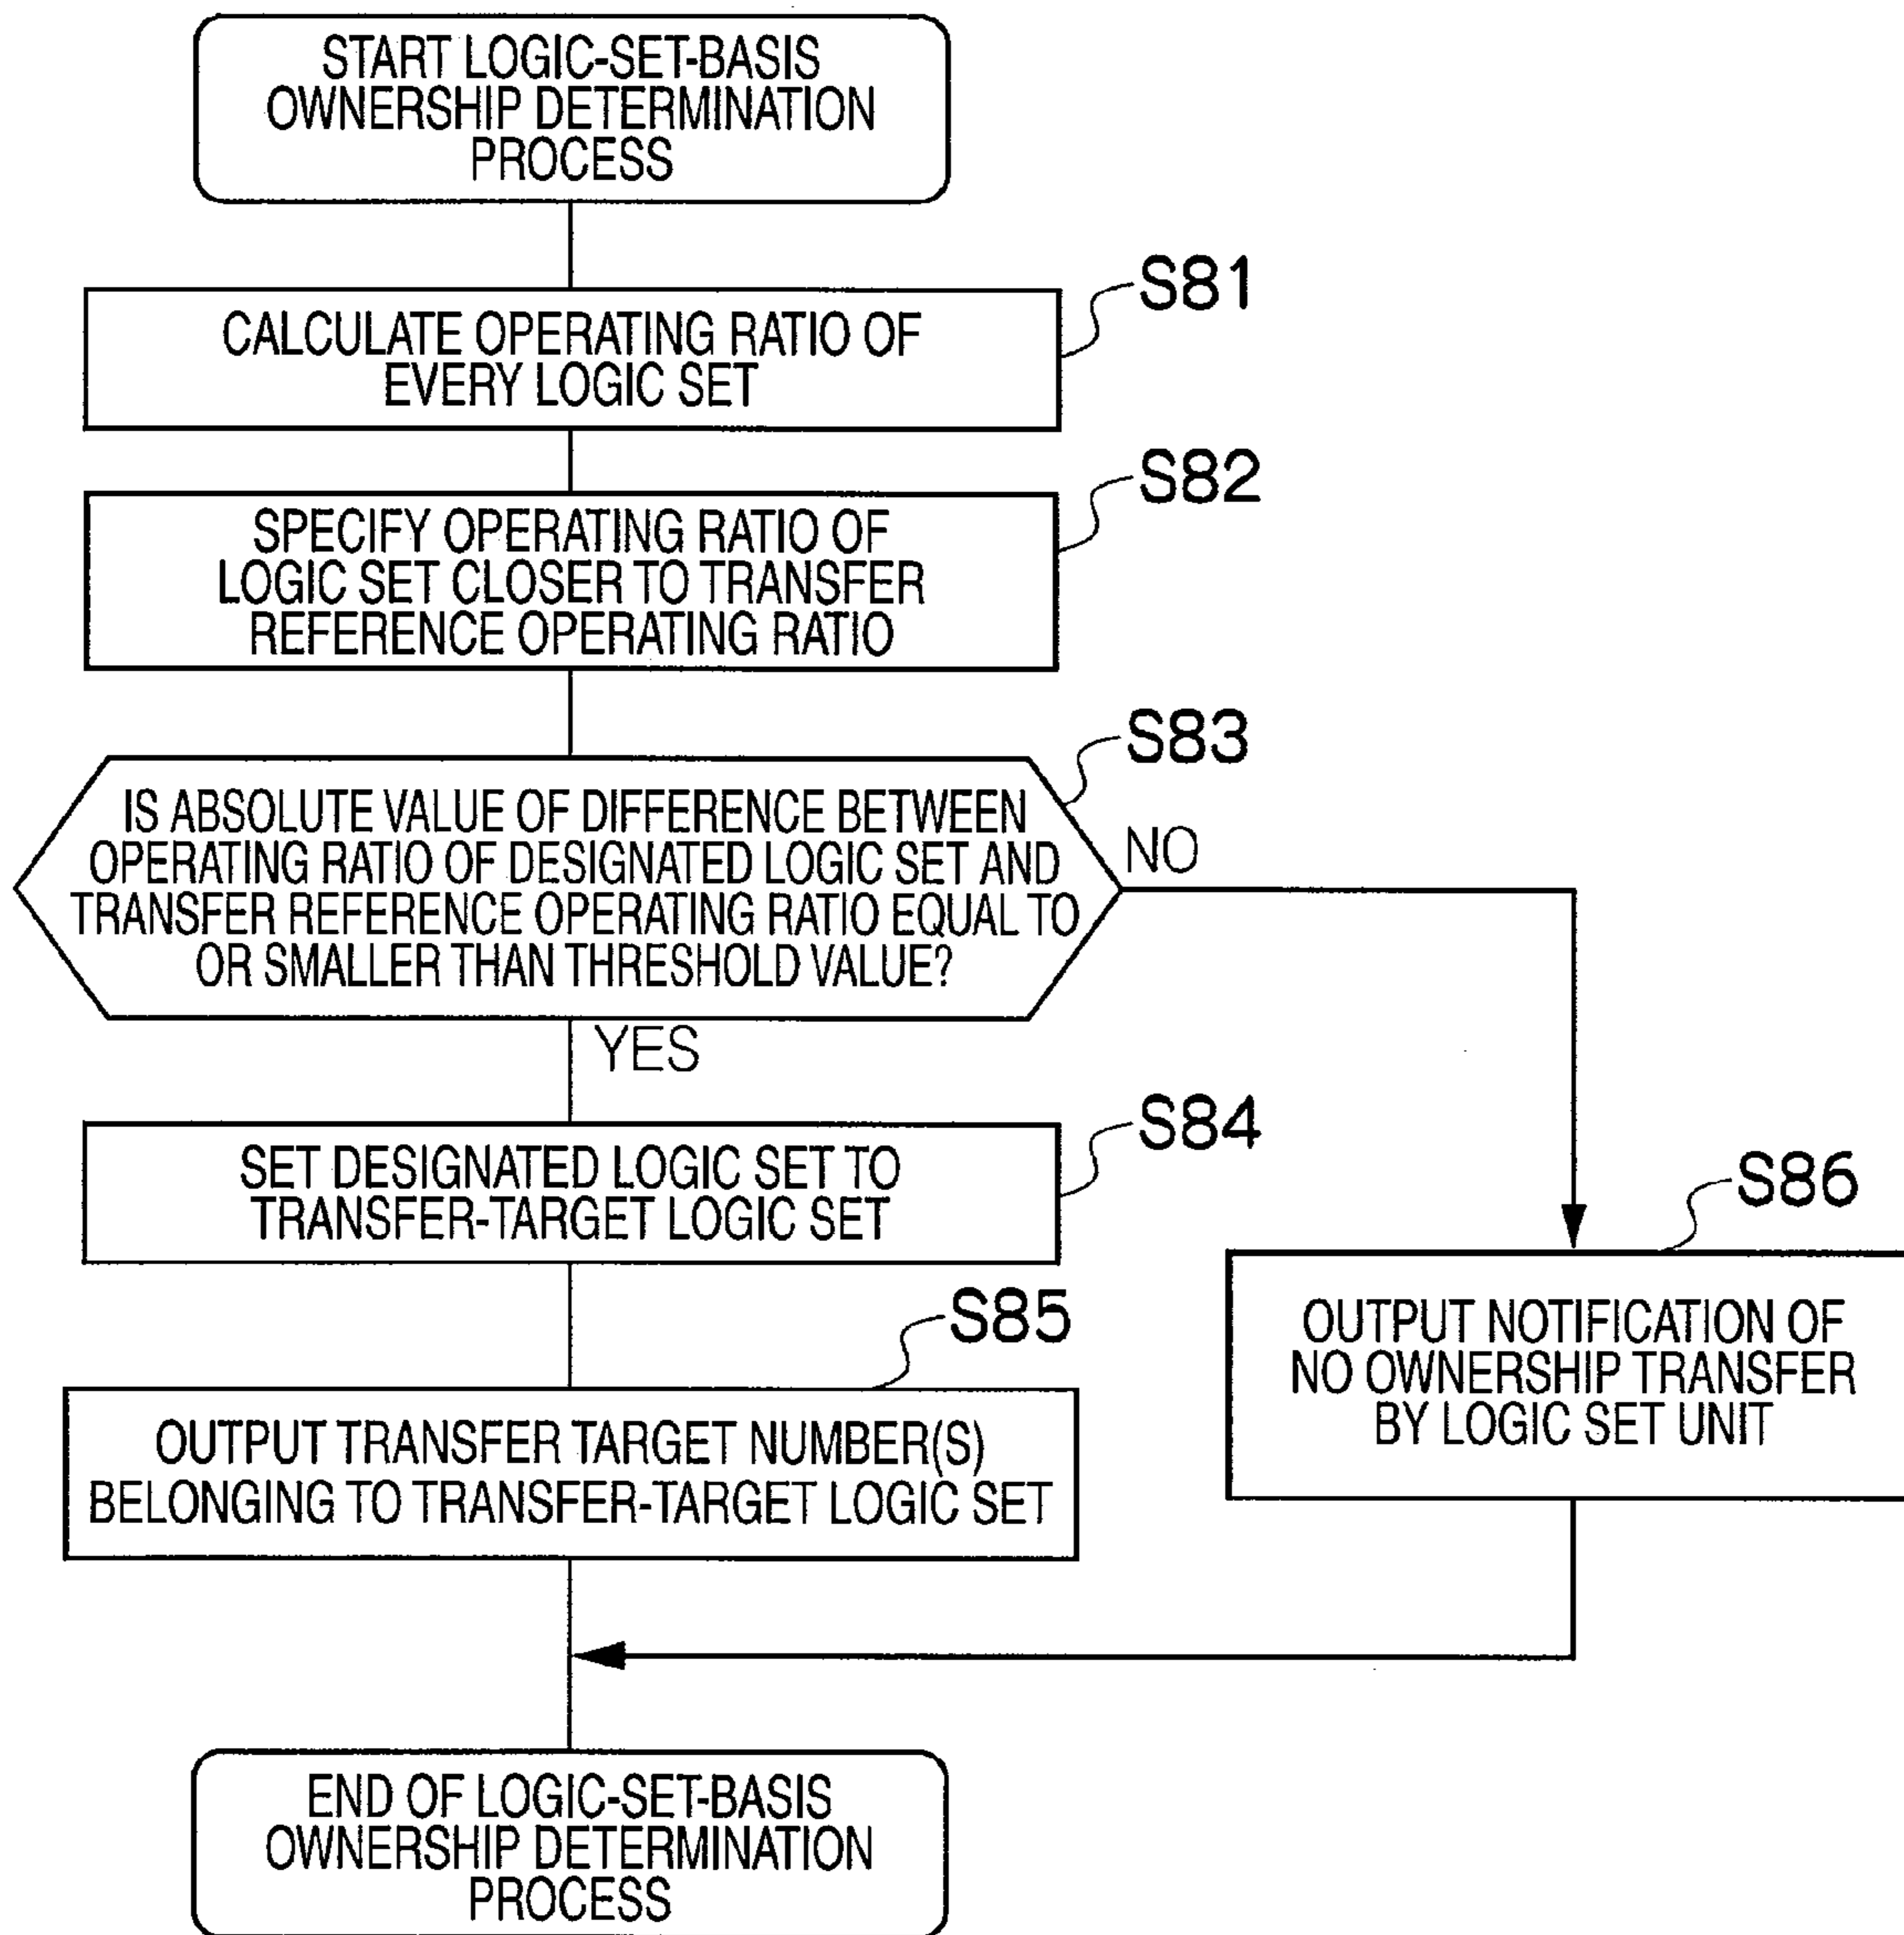 START LOGIC-SET-BASIS
OWNERSHIP DETERMINATION
PROCESS
S81
CALCULATE OPERATING RATIO OF
EVERY LOGIC SET
S82
SPECIFY OPERATING RATIO OF
LOGIC SET CLOSER TO TRANSFER
REFERENCE OPERATING RATIO
S83
IS ABSOLUTE VALUE OF DIFFERENCE BETWEEN
OPERATING RATIO OF DESIGNATED LOGIC SET AND
TRANSFER REFERENCE OPERATING RATIO EQUAL TO
OR SMALLER THAN THRESHOLD VALUE?
NO
YES
S84
SET DESIGNATED LOGIC SET TO
TRANSFER-TARGET LOGIC SET
S85
OUTPUT TRANSFER TARGET NUMBER(S)
BELONGING TO TRANSFER-TARGET LOGIC SET
S86
OUTPUT NOTIFICATION OF
NO OWNERSHIP TRANSFER
BY LOGIC SET UNIT
END OF LOGIC-SET-BASIS
OWNERSHIP DETERMINATION
PROCESS